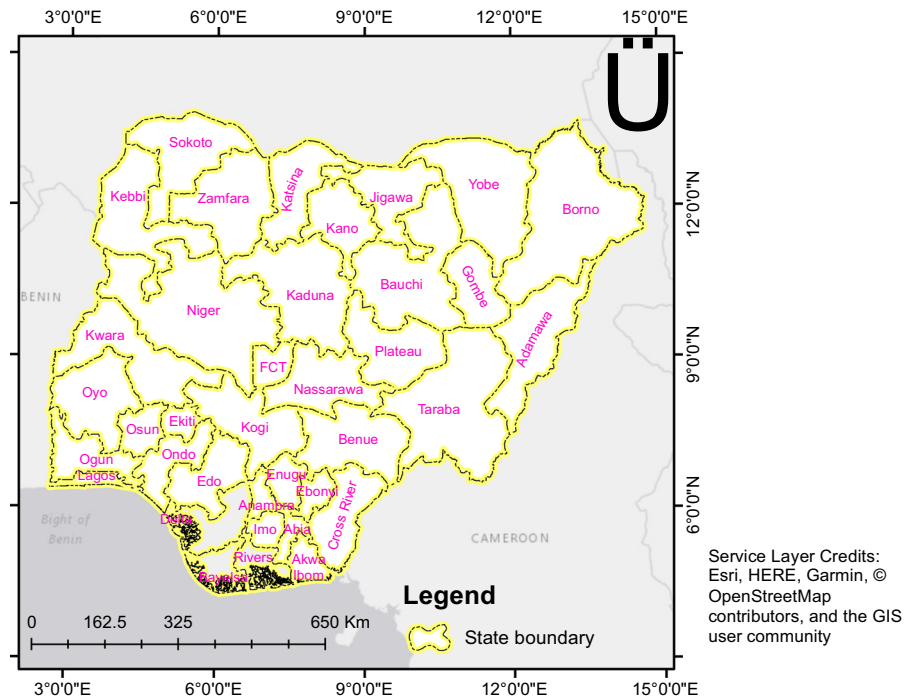 3°0'0"E 6°0'0"E 9°0'0"E 12°0'0"E 15°0'0"E
Ü
Sokoto
Kebbi
Zamfara
Katsina
Jigawa
Yobe
Kano
Borno
12°0'0"N
BENIN
Niger
Kaduna
Bauchi
Gombe
Adamawa
Kwara
FCT
Plateau
9°0'0"N
Oyo
Nassarawa
Taraba
Osun
Ekiti
Kogi
Benue
Ogun
Ondo
Lagos
Edo
Enugu
Ebonyi
Anambra
Cross River
6°0'0"N
Bight of
Benin
Delta
Imo
Abia
CAMEROON
Rivers
Akwa
Ibom
Bayelsa
Legend
State boundary
0 162.5 325 650 Km
3°0'0"E 6°0'0"E 9°0'0"E 12°0'0"E 15°0'0"E
Service Layer Credits:
Esri, HERE, Garmin, ©
OpenStreetMap
contributors, and the GIS
user community